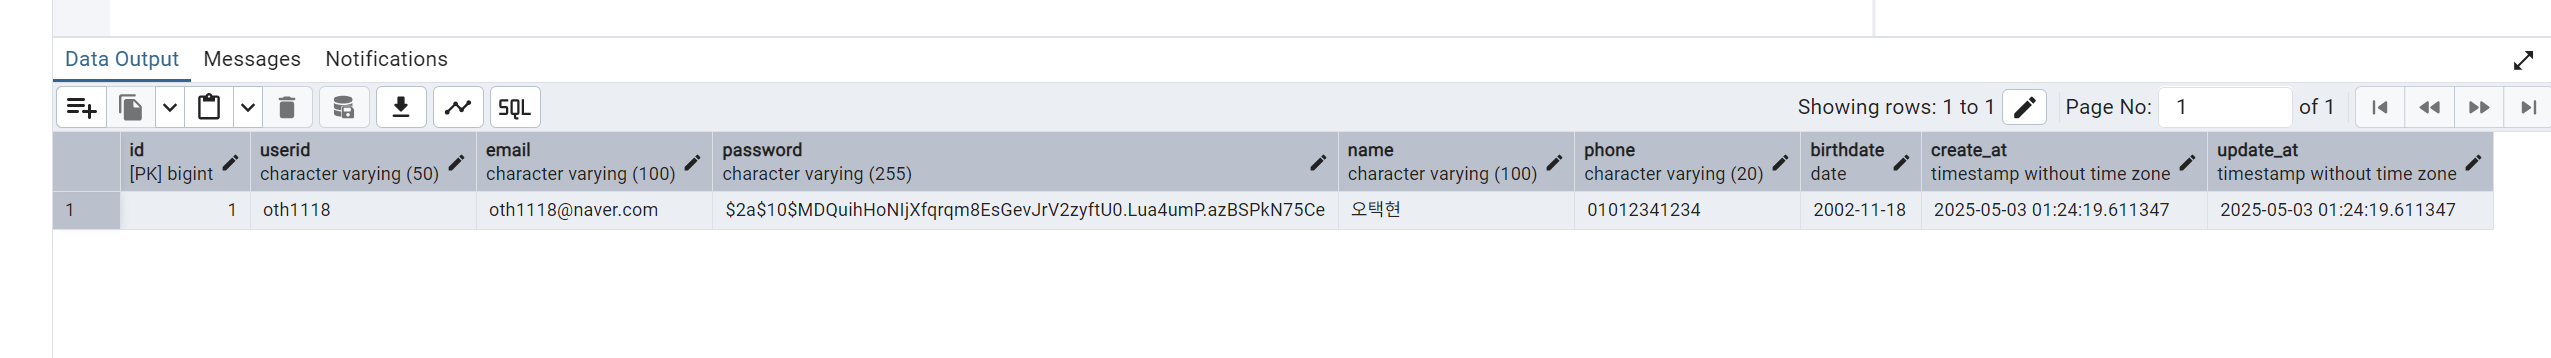 Data Output Messages Notifications
SQL Showing rows: 1 to 1 Page No: 1 of 1
id userid email password name phone birthdate create_at update_at
[PK] bigint character varying (50) character varying (100) character varying (255) character varying (100) character varying (20) date timestamp without time zone timestamp without time zone
1 1 oth1118 oth1118@naver.com $2a$10$MDQuihHoNIjXfqrqm8EsGevJrV2zyftU0.Lua4umP.azBSPkN75Ce 오택현 01012341234 2002-11-18 2025-05-03 01:24:19.611347 2025-05-03 01:24:19.611347